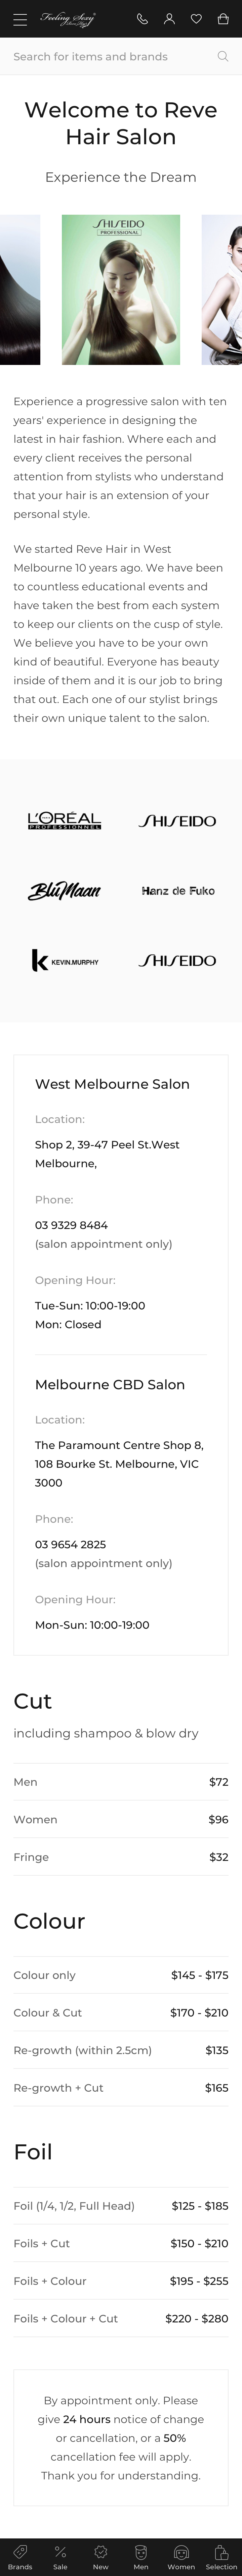 Feeling Sexy
Search for items and brands
Welcome to Reve
Hair Salon
Experience the Dream
SHISEIDO
PROFESSIONAL
Experience a progressive salon with ten
years' experience in designing the
latest in hair fashion. Where each and
every client receives the personal
attention from stylists who understand
that your hair is an extension of your
personal style.
We started Reve Hair in West
Melbourne 10 years ago. We have been
to countless educational events and
have taken the best from each system
to keep our clients on the cusp of style.
We believe you have to be your own
kind of beautiful. Everyone has beauty
inside of them and it is our job to bring
that out. Each one of our stylist brings
their own unique talent to the salon.
L'ORÉAL
PROFESSIONNEL
SHISEIDO
BluMaan
Hanz de Fuko
k KEVIN.MURPHY
SHISEIDO
West Melbourne Salon
Location:
Shop 2, 39-47 Peel St.West
Melbourne,
Phone:
03 9329 8484
(salon appointment only)
Opening Hour:
Tue-Sun: 10:00-19:00
Mon: Closed
Melbourne CBD Salon
Location:
The Paramount Centre Shop 8,
108 Bourke St. Melbourne, VIC
3000
Phone:
03 9654 2825
(salon appointment only)
Opening Hour:
Mon-Sun: 10:00-19:00
Cut
including shampoo & blow dry
Men $72
Women $96
Fringe $32
Colour
Colour only $145 - $175
Colour & Cut $170 - $210
Re-growth (within 2.5cm) $135
Re-growth + Cut $165
Foil
Foil (1/4, 1/2, Full Head) $125 - $185
Foils + Cut $150 - $210
Foils + Colour $195 - $255
Foils + Colour + Cut $220 - $280
By appointment only. Please
give 24 hours notice of change
or cancellation, or a 50%
cancellation fee will apply.
Thank you for understanding.
Brands Sale New Men Women Selection